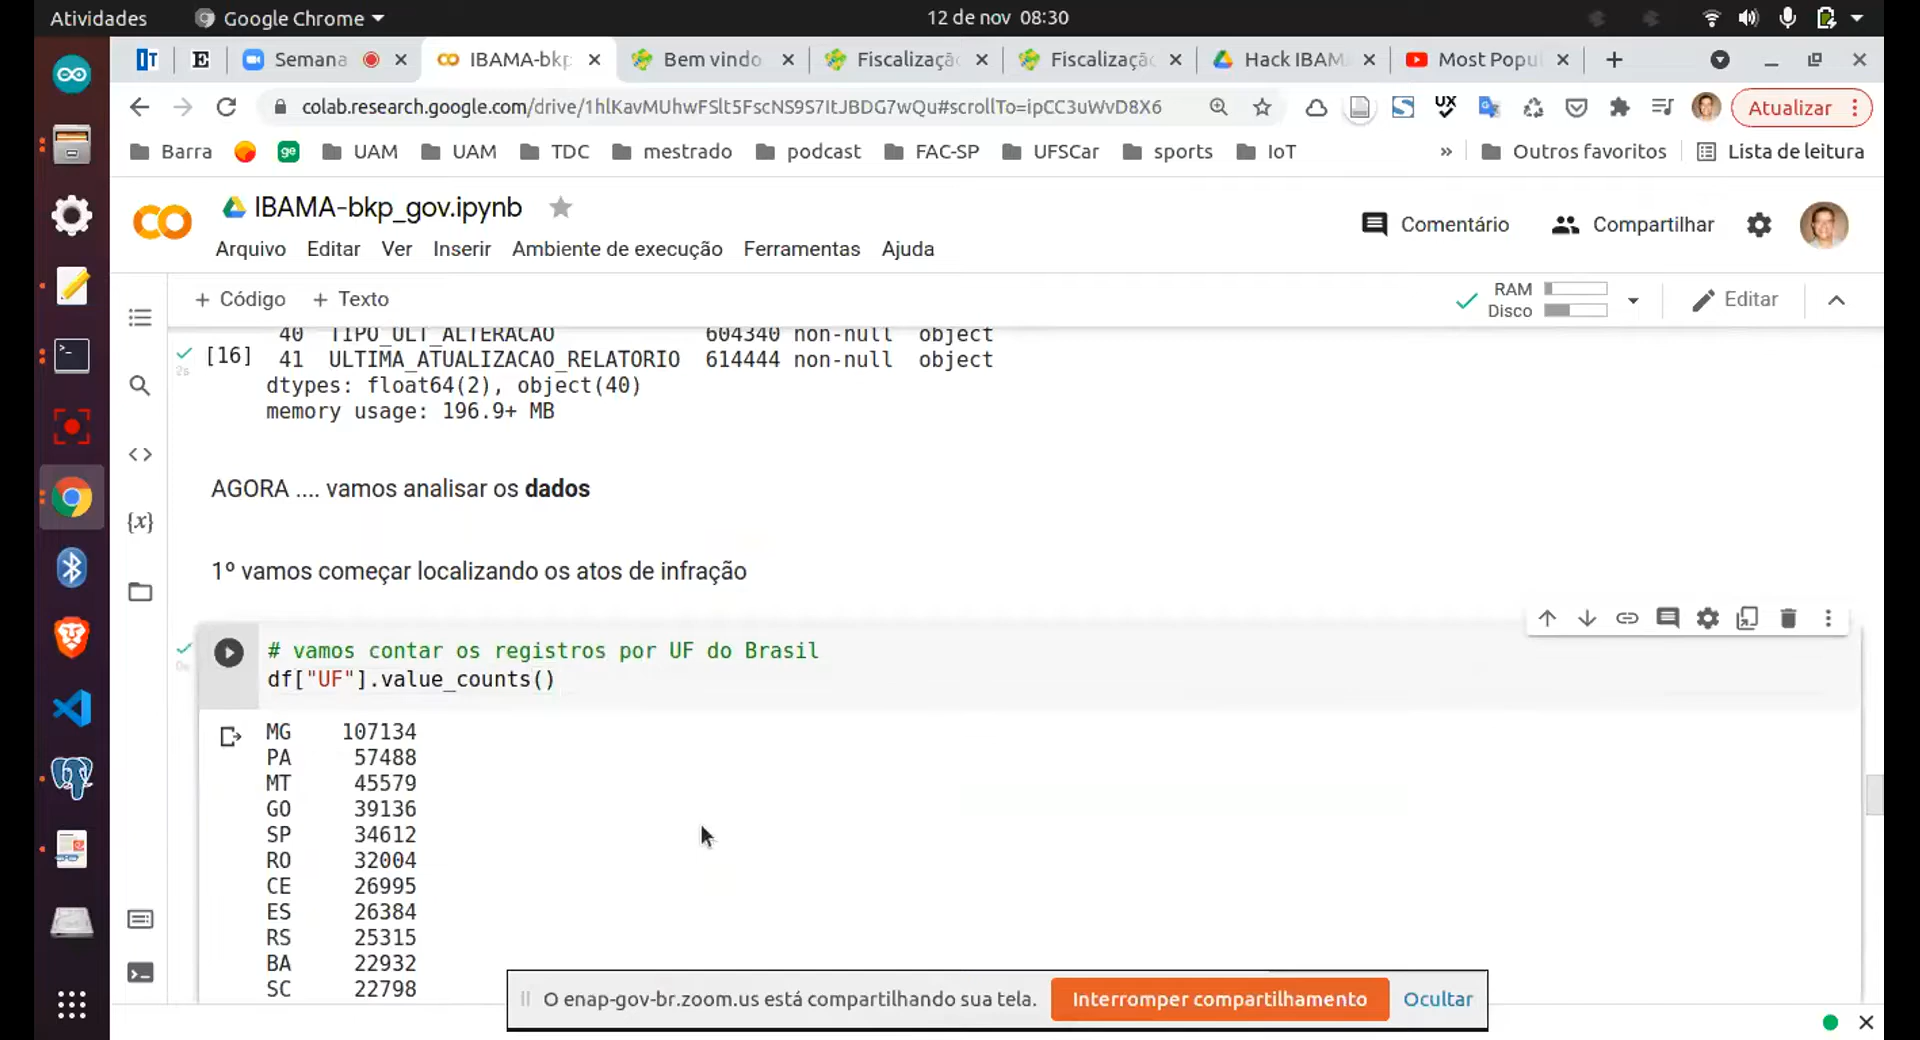 Atividades
Google Chrome
12 de nov 08:30
IT
E
Semana
IBAMA-bkp
Bem vindo
Fiscalizaçã
Fiscalizaçã
Hack IBAM
Most Popu
colab.research.google.com/drive/1hlKavMUhwFSlt5FscNS9S7ItJBDG7wQu#scrollTo=ipCC3uWvD8X6
UX
Atualizar
Barra
ge
UAM
UAM
TDC
mestrado
podcast
FAC-SP
UFSCar
sports
IoT
»
Outros favoritos
Lista de leitura
IBAMA-bkp_gov.ipynb
Comentário
Compartilhar
Arquivo Editar Ver Inserir Ambiente de execução Ferramentas Ajuda
+ Código + Texto
RAM
Disco
Editar
40 TIPO_ULT_ALTERACAO 604340 non-null object
[16] 41 ULTIMA_ATUALIZACAO_RELATORIO 614444 non-null object
2s
dtypes: float64(2), object(40)
memory usage: 196.9+ MB
AGORA .... vamos analisar os dados
{x}
1º vamos começar localizando os atos de infração
# vamos contar os registros por UF do Brasil
0s
df["UF"].value_counts()
MG 107134
PA 57488
MT 45579
GO 39136
SP 34612
RO 32004
CE 26995
ES 26384
RS 25315
BA 22932
SC 22798
O enap-gov-br.zoom.us está compartilhando sua tela.
Interromper compartilhamento
Ocultar